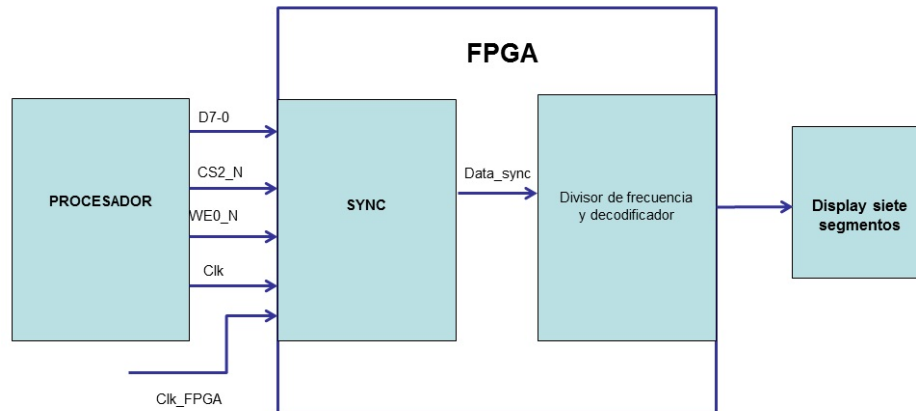 FPGA
D7-0
CS2_N
PROCESADOR
WE0_N
Clk
Clk_FPGA
SYNC
Data_sync
Divisor de frecuencia
y decodificador
Display siete
segmentos